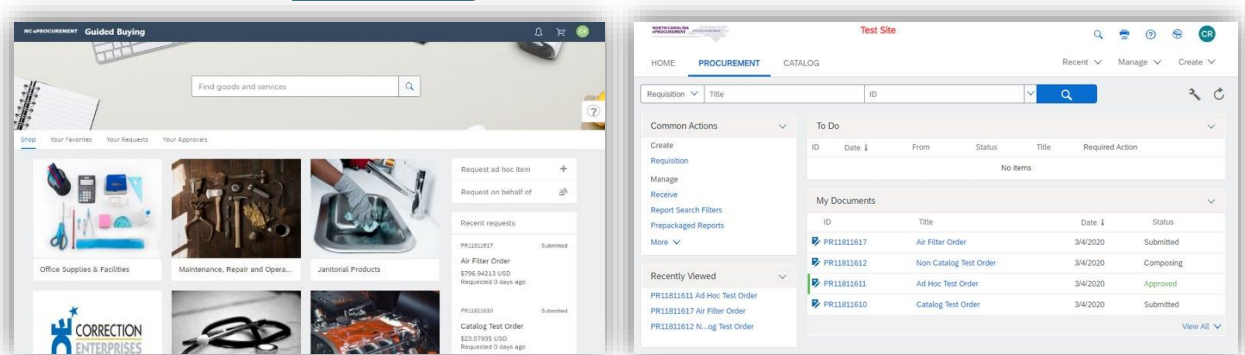 NC ePROCUREMENT Guided Buying
CR
Find goods and services
?
Shop Your Favorites Your Requests Your Approvals
Request ad hoc item +
Request on behalf of
Recent requests
PR11811617 Submitted
Air Filter Order
$796.94213 USD
Requested 0 days ago
PR11811610 Submitted
Catalog Test Order
$23.07935 USD
Requested 0 days ago
Office Supplies & Facilities
Maintenance, Repair and Opera...
Janitorial Products
CORRECTION
ENTERPRISES
NORTH CAROLINA
ePROCUREMENT
Test Site
? CR
HOME PROCUREMENT CATALOG
Recent Manage Create
Requisition Title ID
Common Actions
Create
Requisition
Manage
Receive
Report Search Filters
Prepackaged Reports
More
Recently Viewed
PR11811611 Ad Hoc Test Order
PR11811617 Air Filter Order
PR11811612 N...og Test Order
To Do
ID Date ↓ From Status Title Required Action
No items
My Documents
ID Title Date ↓ Status
PR11811617 Air Filter Order 3/4/2020 Submitted
PR11811612 Non Catalog Test Order 3/4/2020 Composing
PR11811611 Ad Hoc Test Order 3/4/2020 Approved
PR11811610 Catalog Test Order 3/4/2020 Submitted
View All